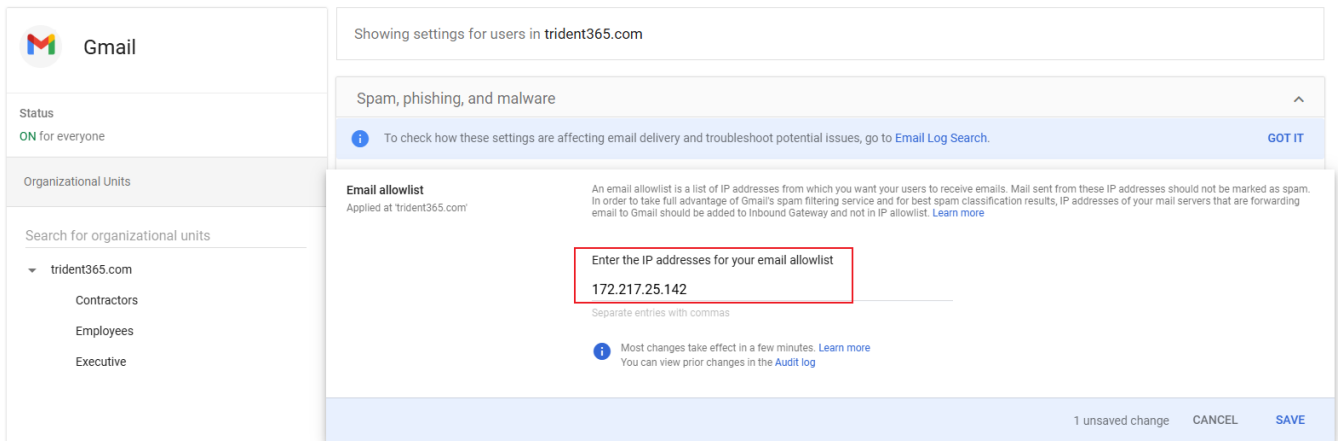 Gmail
Status
ON for everyone
Organizational Units
Search for organizational units
trident365.com
Contractors
Employees
Executive
Showing settings for users in trident365.com
Spam, phishing, and malware
To check how these settings are affecting email delivery and troubleshoot potential issues, go to Email Log Search.
GOT IT
Email allowlist
Applied at 'trident365.com'
An email allowlist is a list of IP addresses from which you want your users to receive emails. Mail sent from these IP addresses should not be marked as spam.
In order to take full advantage of Gmail's spam filtering service and for best spam classification results, IP addresses of your mail servers that are forwarding
email to Gmail should be added to Inbound Gateway and not in IP allowlist. Learn more
Enter the IP addresses for your email allowlist
172.217.25.142
Separate entries with commas
Most changes take effect in a few minutes. Learn more
You can view prior changes in the Audit log
1 unsaved change CANCEL SAVE